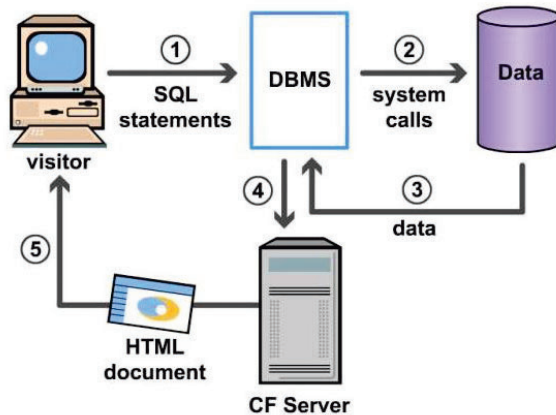 1
SQL
statements
visitor
DBMS
2
system
calls
Data
3
data
4
5
HTML
document
CF Server